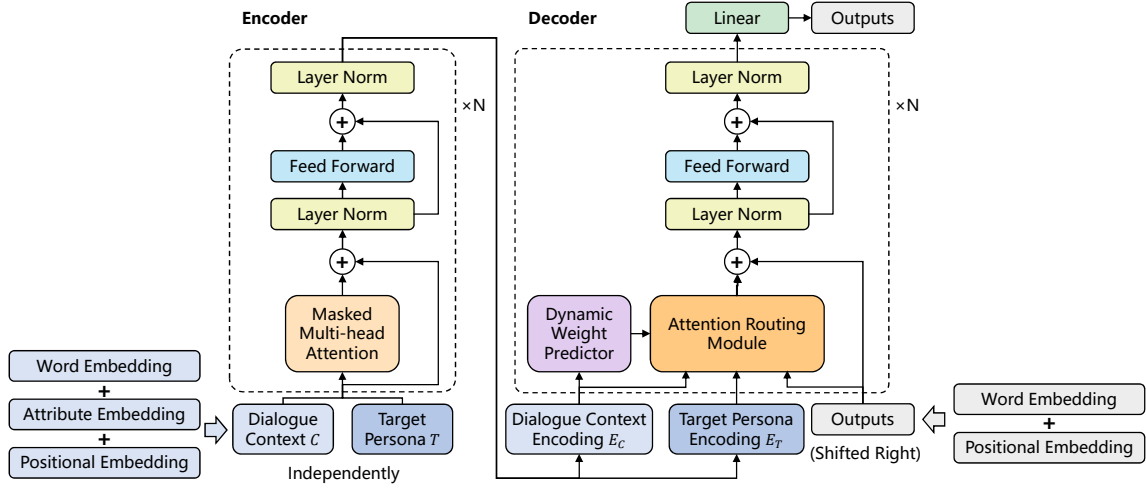 Encoder
Decoder
Linear
Outputs
Layer Norm
×N
+
Feed Forward
Layer Norm
+
Masked
Multi-head
Attention
Word Embedding
+
Attribute Embedding
+
Positional Embedding
Dialogue
Context C
Target
Persona T
Independently
Layer Norm
×N
+
Feed Forward
Layer Norm
+
Dynamic
Weight
Predictor
Attention Routing
Module
Dialogue Context
Encoding E_C
Target Persona
Encoding E_T
Outputs
(Shifted Right)
Word Embedding
+
Positional Embedding